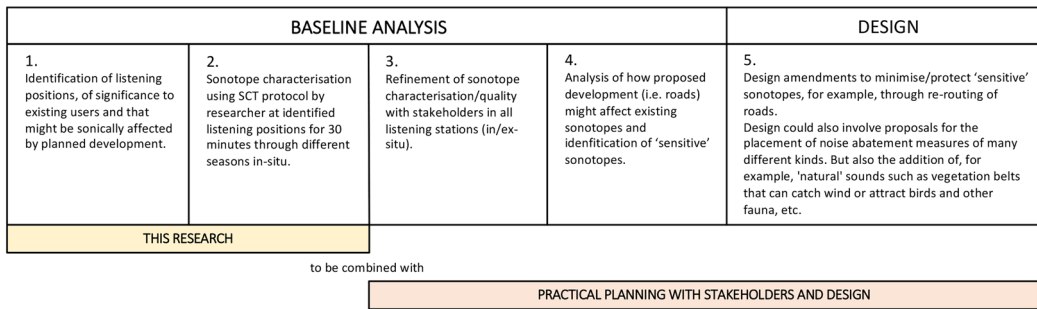 BASELINE ANALYSIS
DESIGN
1.
Identification of listening
positions, of significance to
existing users and that
might be sonically affected
by planned development.
2.
Sonotope characterisation
using SCT protocol by
researcher at identified
listening positions for 30
minutes through different
seasons in-situ.
3.
Refinement of sonotope
characterisation/quality
with stakeholders in all
listening stations (in/ex-
situ).
4.
Analysis of how proposed
development (i.e. roads)
might affect existing
sonotopes and
idenfitication of ‘sensitive’
sonotopes.
5.
Design amendments to minimise/protect ‘sensitive’
sonotopes, for example, through re-routing of
roads.
Design could also involve proposals for the
placement of noise abatement measures of many
different kinds. But also the addition of, for
example, 'natural' sounds such as vegetation belts
that can catch wind or attract birds and other
fauna, etc.
THIS RESEARCH
to be combined with
PRACTICAL PLANNING WITH STAKEHOLDERS AND DESIGN